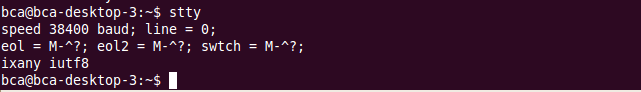 bca@bca-desktop-3:~$ stty
speed 38400 baud; line = 0;
eol = M-^?; eol2 = M-^?; swtch = M-^?;
ixany iutf8
bca@bca-desktop-3:~$